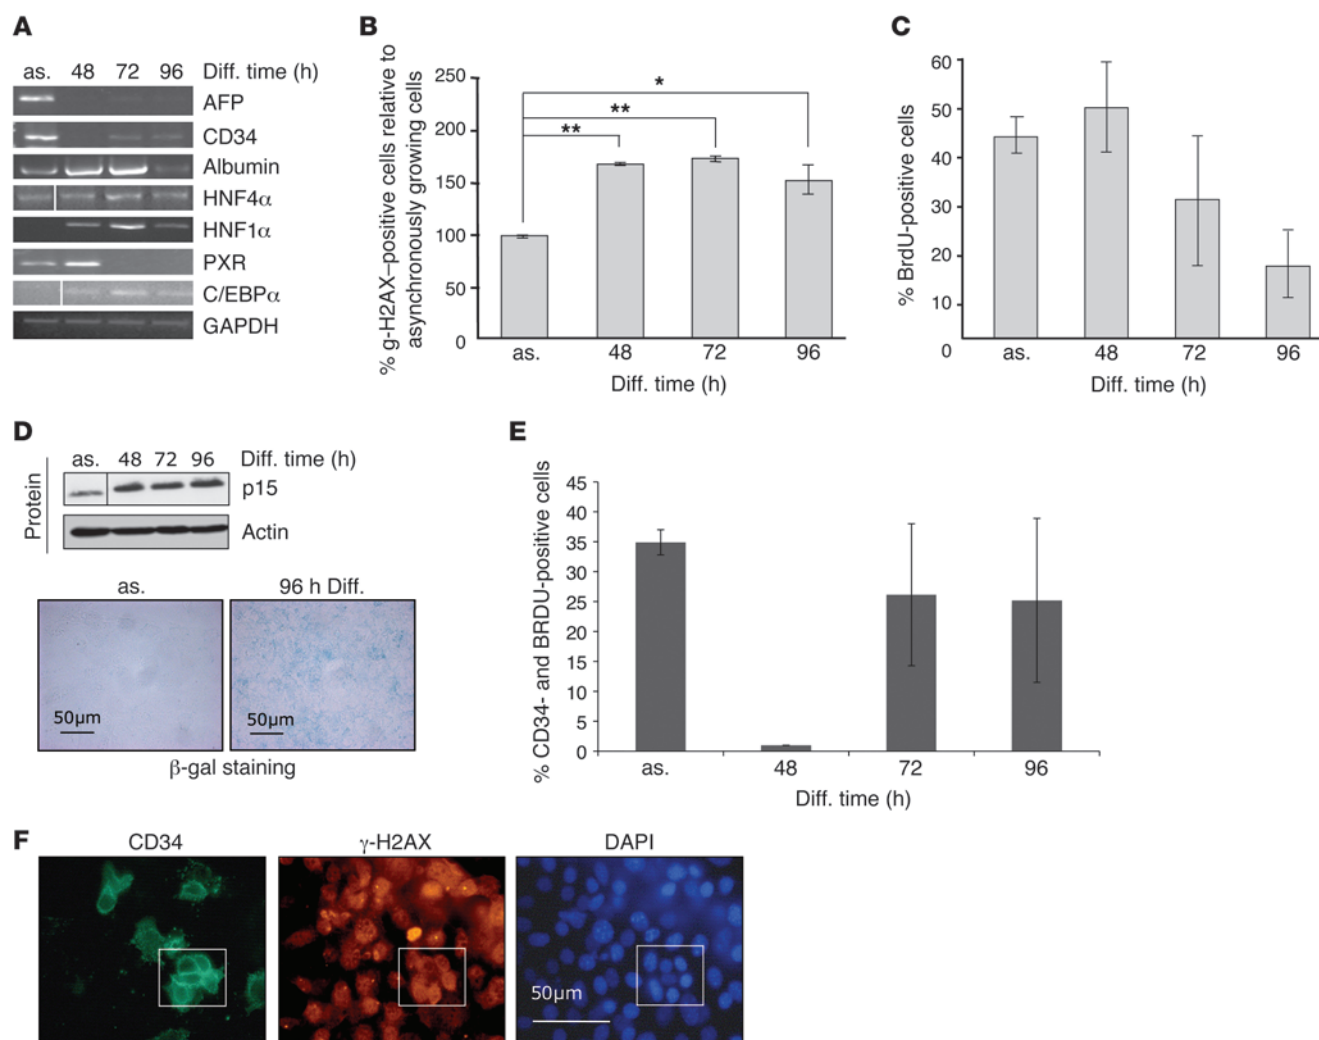 A
as. 48 72 96 Diff. time (h)
AFP
CD34
Albumin
HNF4α
HNF1α
PXR
C/EBPα
GAPDH
B
% g-H2AX–positive cells relative to
asynchronously growing cells
250
200
150
100
50
0
*
**
**
as. 48 72 96
Diff. time (h)
C
% BrdU-positive cells
60
50
40
30
20
10
0
as. 48 72 96
Diff. time (h)
D
Protein
as. 48 72 96 Diff. time (h)
p15
Actin
as. 96 h Diff.
50μm 50μm
β-gal staining
E
% CD34- and BRDU-positive cells
45
40
35
30
25
20
15
10
5
0
as. 48 72 96
Diff. time (h)
F
CD34 γ-H2AX DAPI
50μm